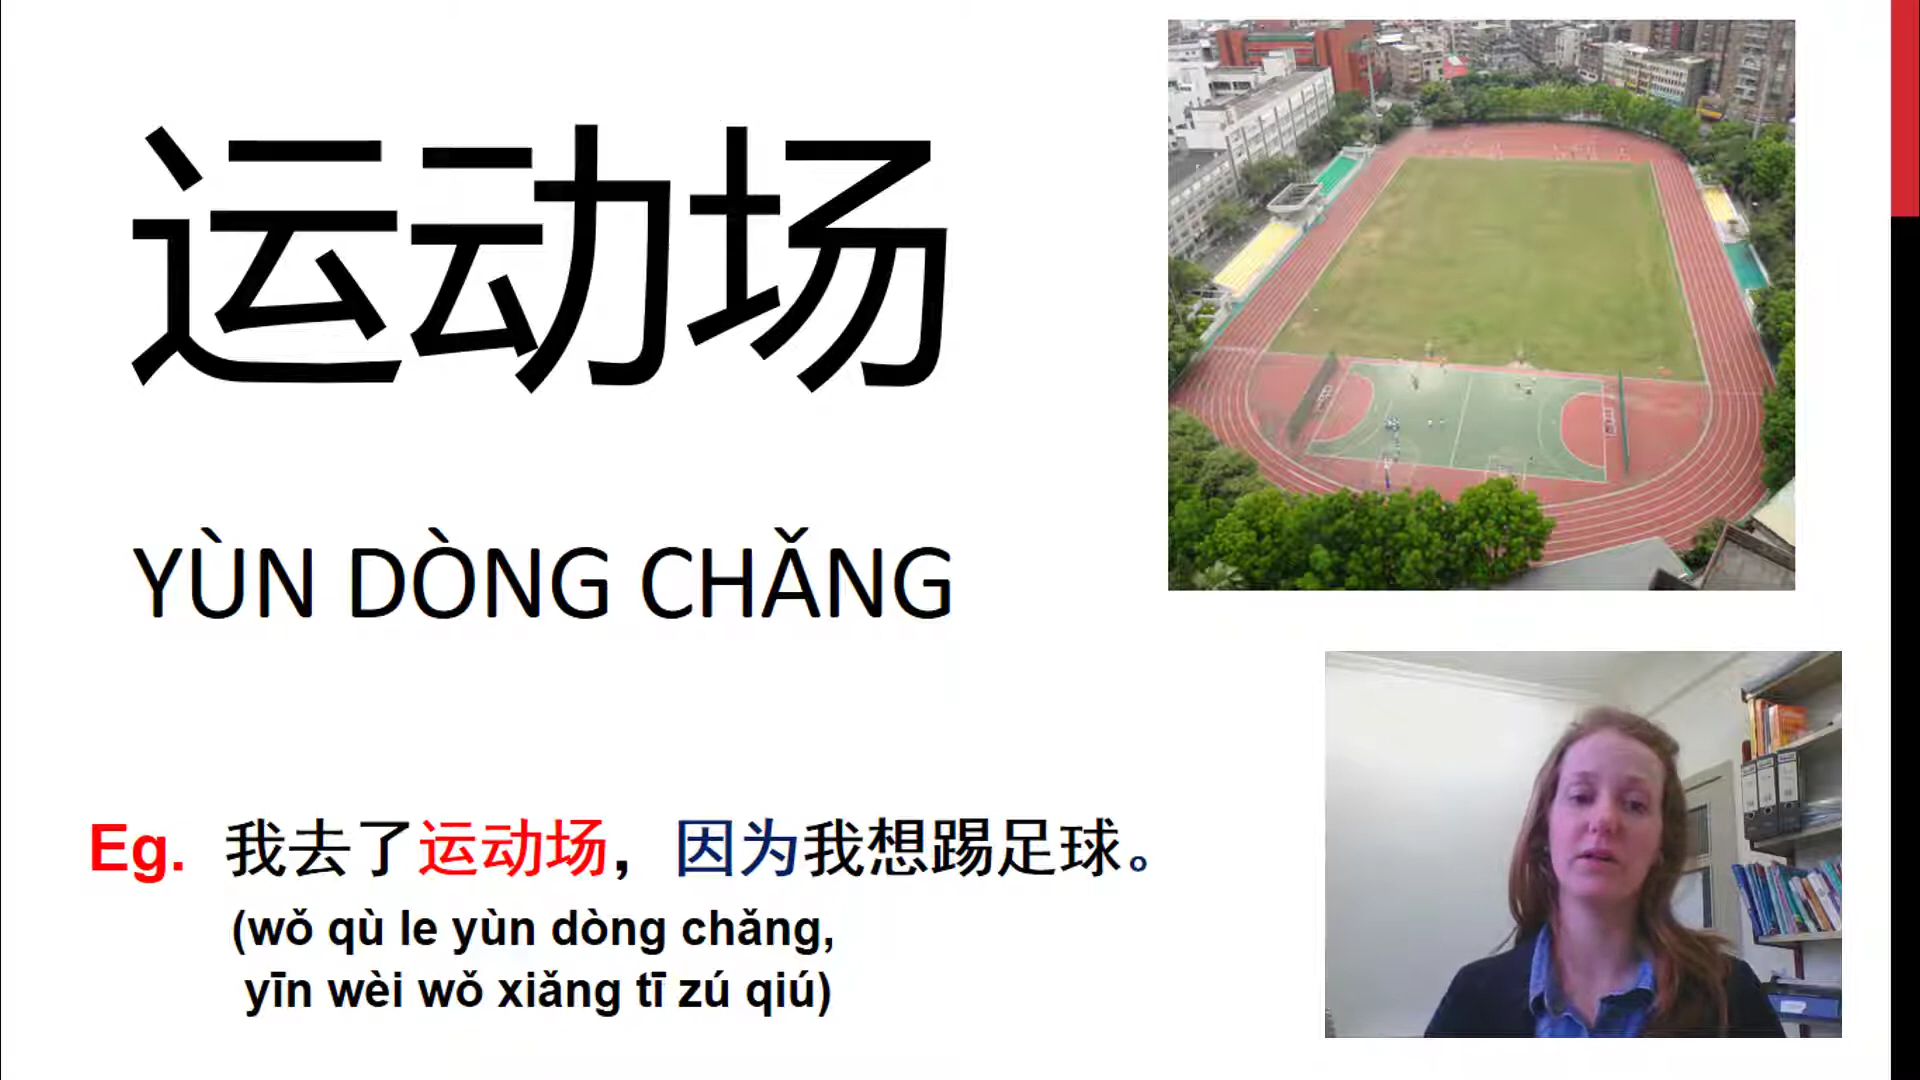 运动场
YÙN DÒNG CHǍNG
Eg. 我去了运动场，因为我想踢足球。
(wǒ qù le yùn dòng chǎng,
yīn wèi wǒ xiǎng tī zú qiú)